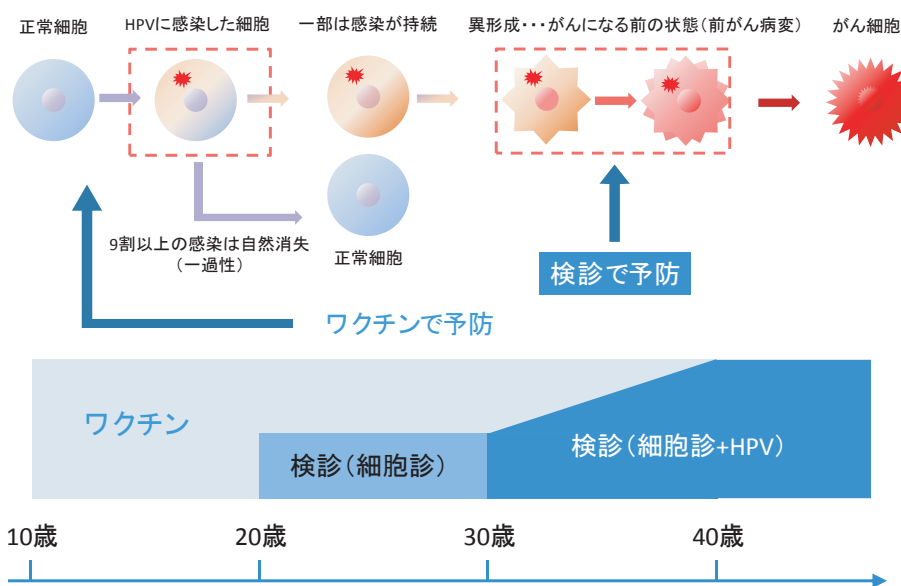 正常細胞
HPVに感染した細胞
一部は感染が持続
異形成・・・がんになる前の状態(前がん病変)
がん細胞
9割以上の感染は自然消失
(一過性)
正常細胞
検診で予防
ワクチンで予防
ワクチン
検診(細胞診)
検診(細胞診+HPV)
10歳
20歳
30歳
40歳